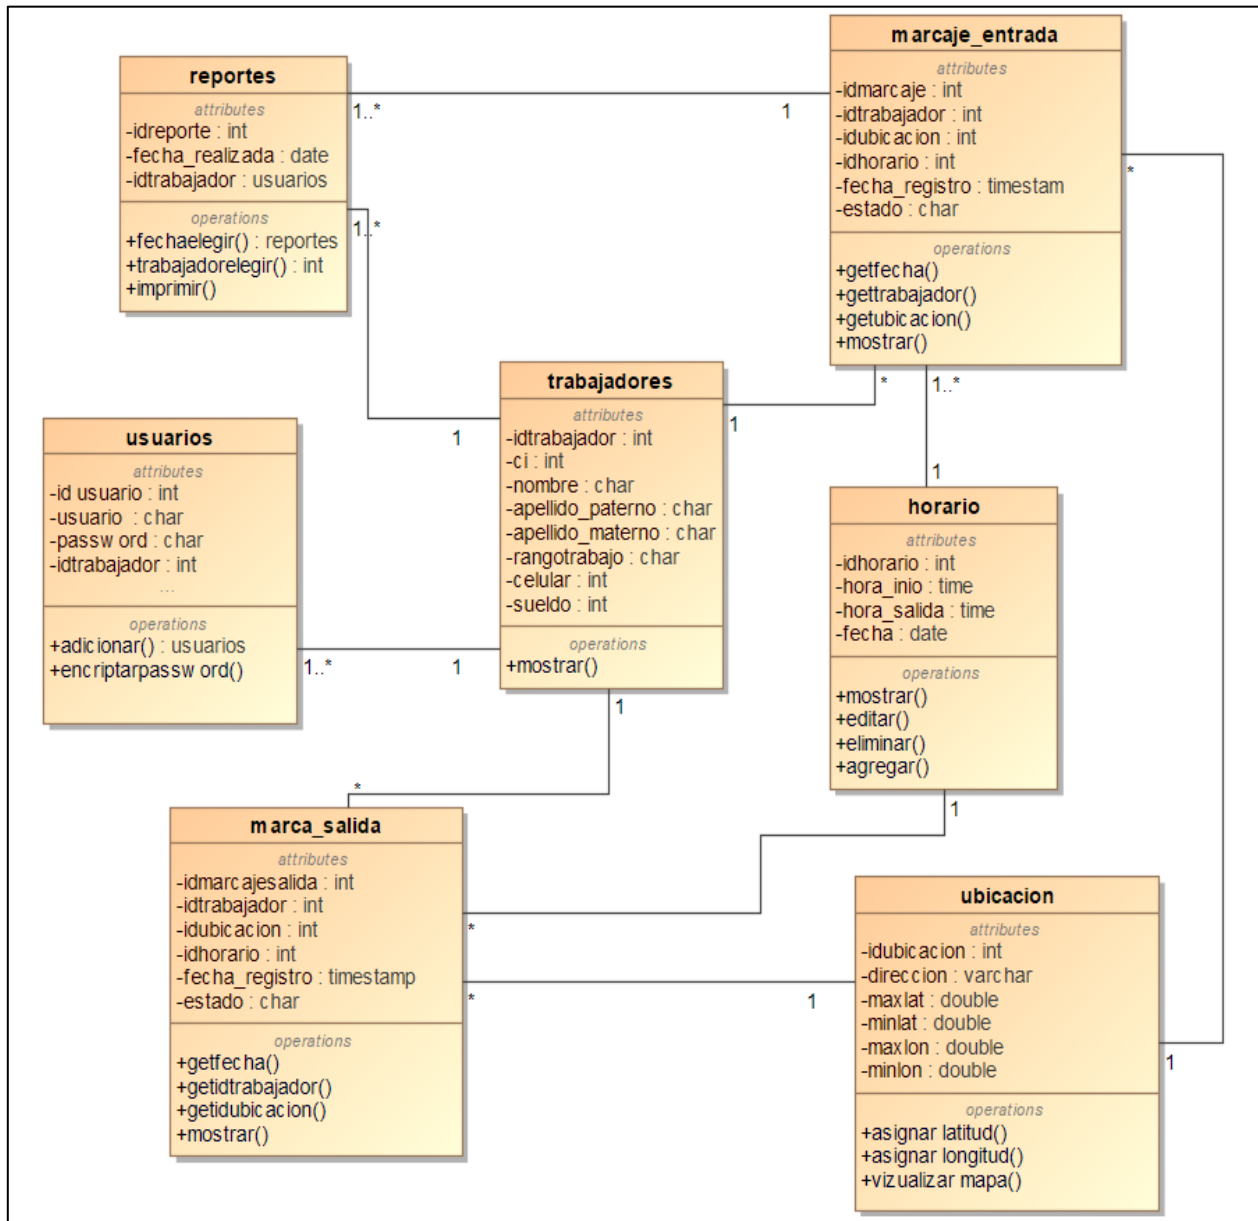 reportes
attributes
-idreporte : int
-fecha_realizada : date
-idtrabajador : usuarios
operations
+fechaelegir() : reportes
+trabajadorelegir() : int
+imprimir()
1..*
1
1..*
1
marcaje_entrada
attributes
-idmarcaje : int
-idtrabajador : int
-idubicacion : int
-idhorario : int
-fecha_registro : timestam
-estado : char
operations
+getfecha()
+gettrabajador()
+getubicacion()
+mostrar()
*
*
1..*
trabajadores
attributes
-idtrabajador : int
-ci : int
-nombre : char
-apellido_paterno : char
-apellido_materno : char
-rangotrabajo : char
-celular : int
-sueldo : int
operations
+mostrar()
1
1
usuarios
attributes
-id usuario : int
-usuario : char
-passw ord : char
-idtrabajador : int
...
operations
+adicionar() : usuarios
+encriptarpassw ord()
1..*
1
horario
attributes
-idhorario : int
-hora_inio : time
-hora_salida : time
-fecha : date
operations
+mostrar()
+editar()
+eliminar()
+agregar()
1
1
marca_salida
attributes
-idmarcajesalida : int
-idtrabajador : int
-idubicacion : int
-idhorario : int
-fecha_registro : timestamp
-estado : char
operations
+getfecha()
+getidtrabajador()
+getidubicacion()
+mostrar()
*
*
*
1
ubicacion
attributes
-idubicacion : int
-direccion : varchar
-maxlat : double
-minlat : double
-maxlon : double
-minlon : double
operations
+asignar latitud()
+asignar longitud()
+vizualizar mapa()
1